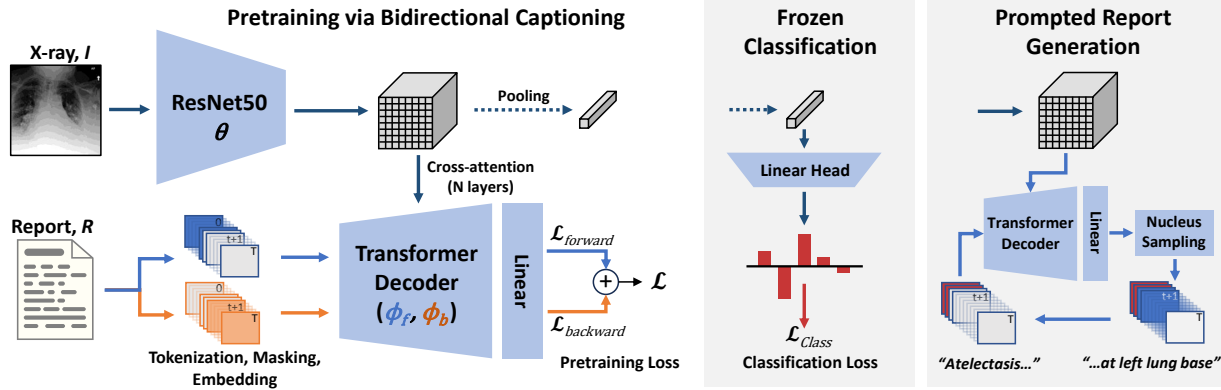 Pretraining via Bidirectional Captioning
X-ray, I
ResNet50
θ
Pooling
Cross-attention
(N layers)
Report, R
0
t+1
T
0
t+1
T
Tokenization, Masking,
Embedding
Transformer
Decoder
(ϕf, ϕb)
Linear
ℒforward
+
ℒ
ℒbackward
Pretraining Loss
Frozen
Classification
Linear Head
ℒClass
Classification Loss
Prompted Report
Generation
Transformer
Decoder
Linear
Nucleus
Sampling
t+1
T
t+1
T
“Atelectasis…”
“…at left lung base”